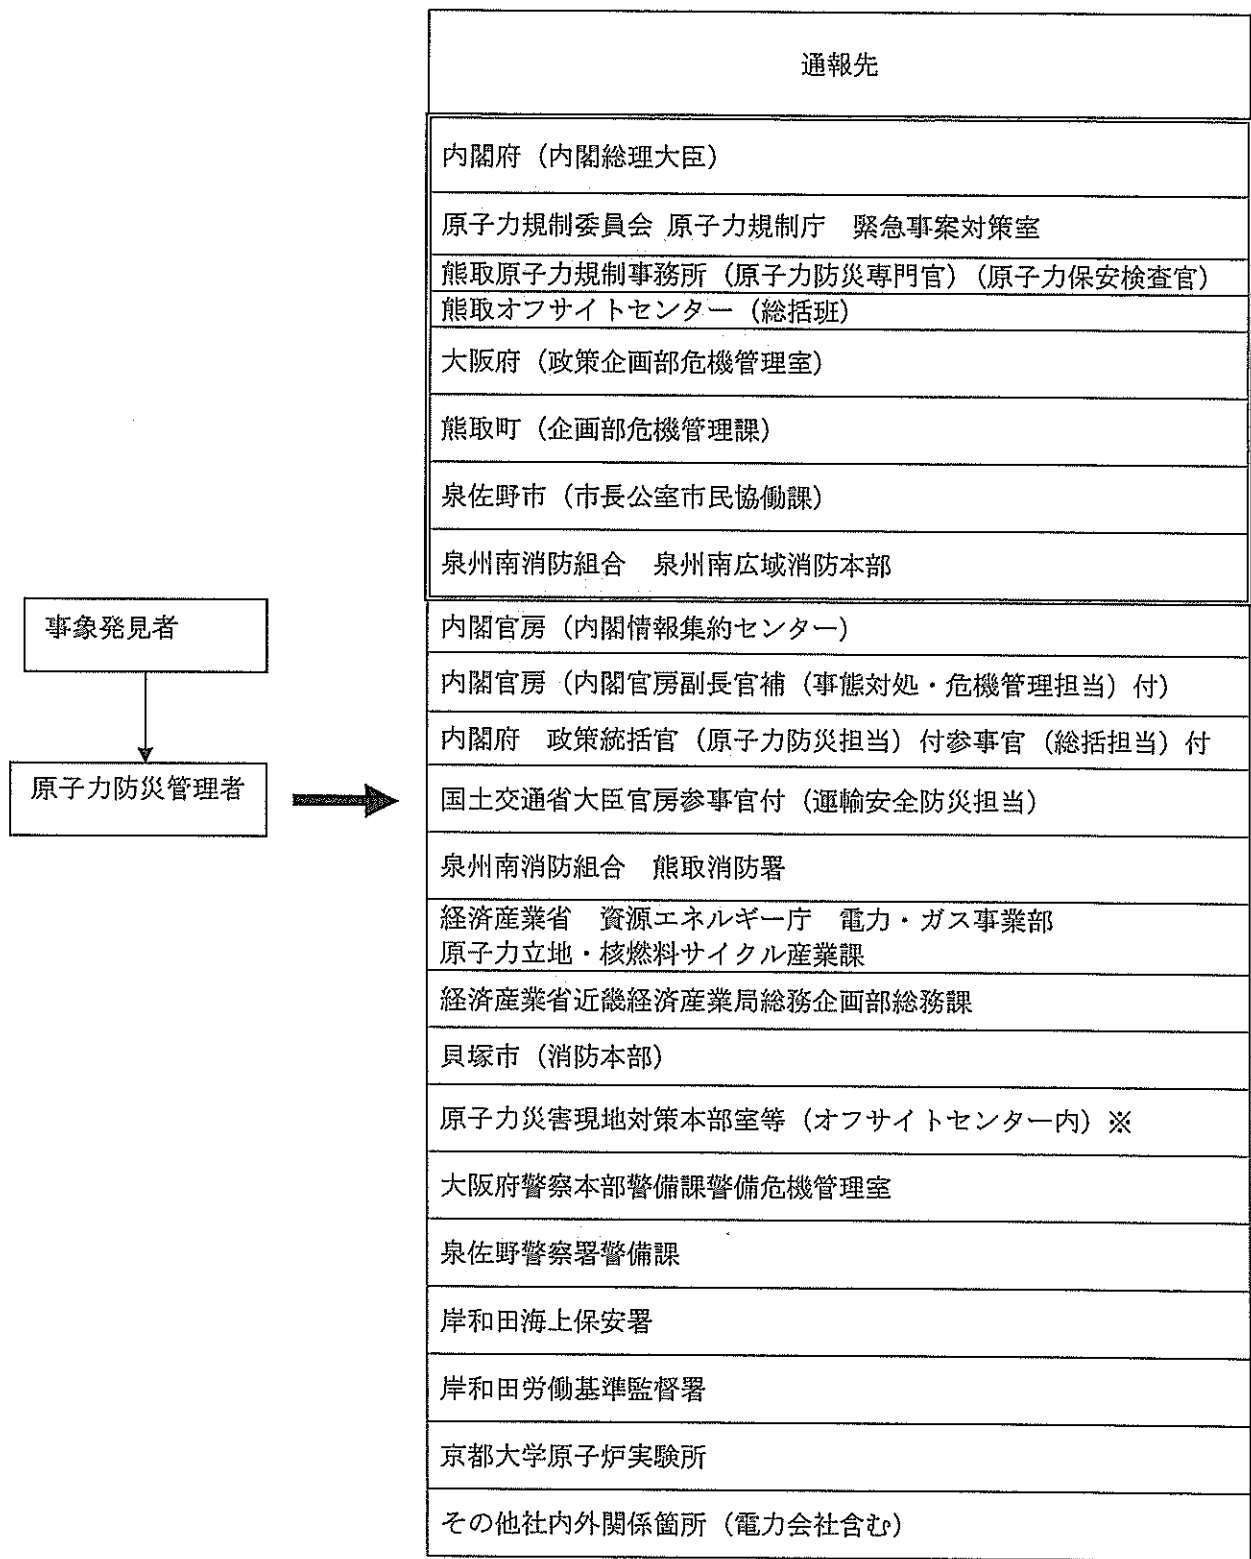 通報先
内閣府（内閣総理大臣）
原子力規制委員会 原子力規制庁　緊急事案対策室
熊取原子力規制事務所（原子力防災専門官）（原子力保安検査官）
熊取オフサイトセンター（総括班）
大阪府（政策企画部危機管理室）
熊取町（企画部危機管理課）
泉佐野市（市長公室市民協働課）
泉州南消防組合　泉州南広域消防本部
事象発見者
原子力防災管理者
内閣官房（内閣情報集約センター）
内閣官房（内閣官房副長官補（事態対処・危機管理担当）付）
内閣府　政策統括官（原子力防災担当）付参事官（総括担当）付
国土交通省大臣官房参事官付（運輸安全防災担当）
泉州南消防組合　熊取消防署
経済産業省　資源エネルギー庁　電力・ガス事業部
原子力立地・核燃料サイクル産業課
経済産業省近畿経済産業局総務企画部総務課
貝塚市（消防本部）
原子力災害現地対策本部室等（オフサイトセンター内）※
大阪府警察本部警備課警備危機管理室
泉佐野警察署警備課
岸和田海上保安署
岸和田労働基準監督署
京都大学原子炉実験所
その他社内外関係箇所（電力会社含む）